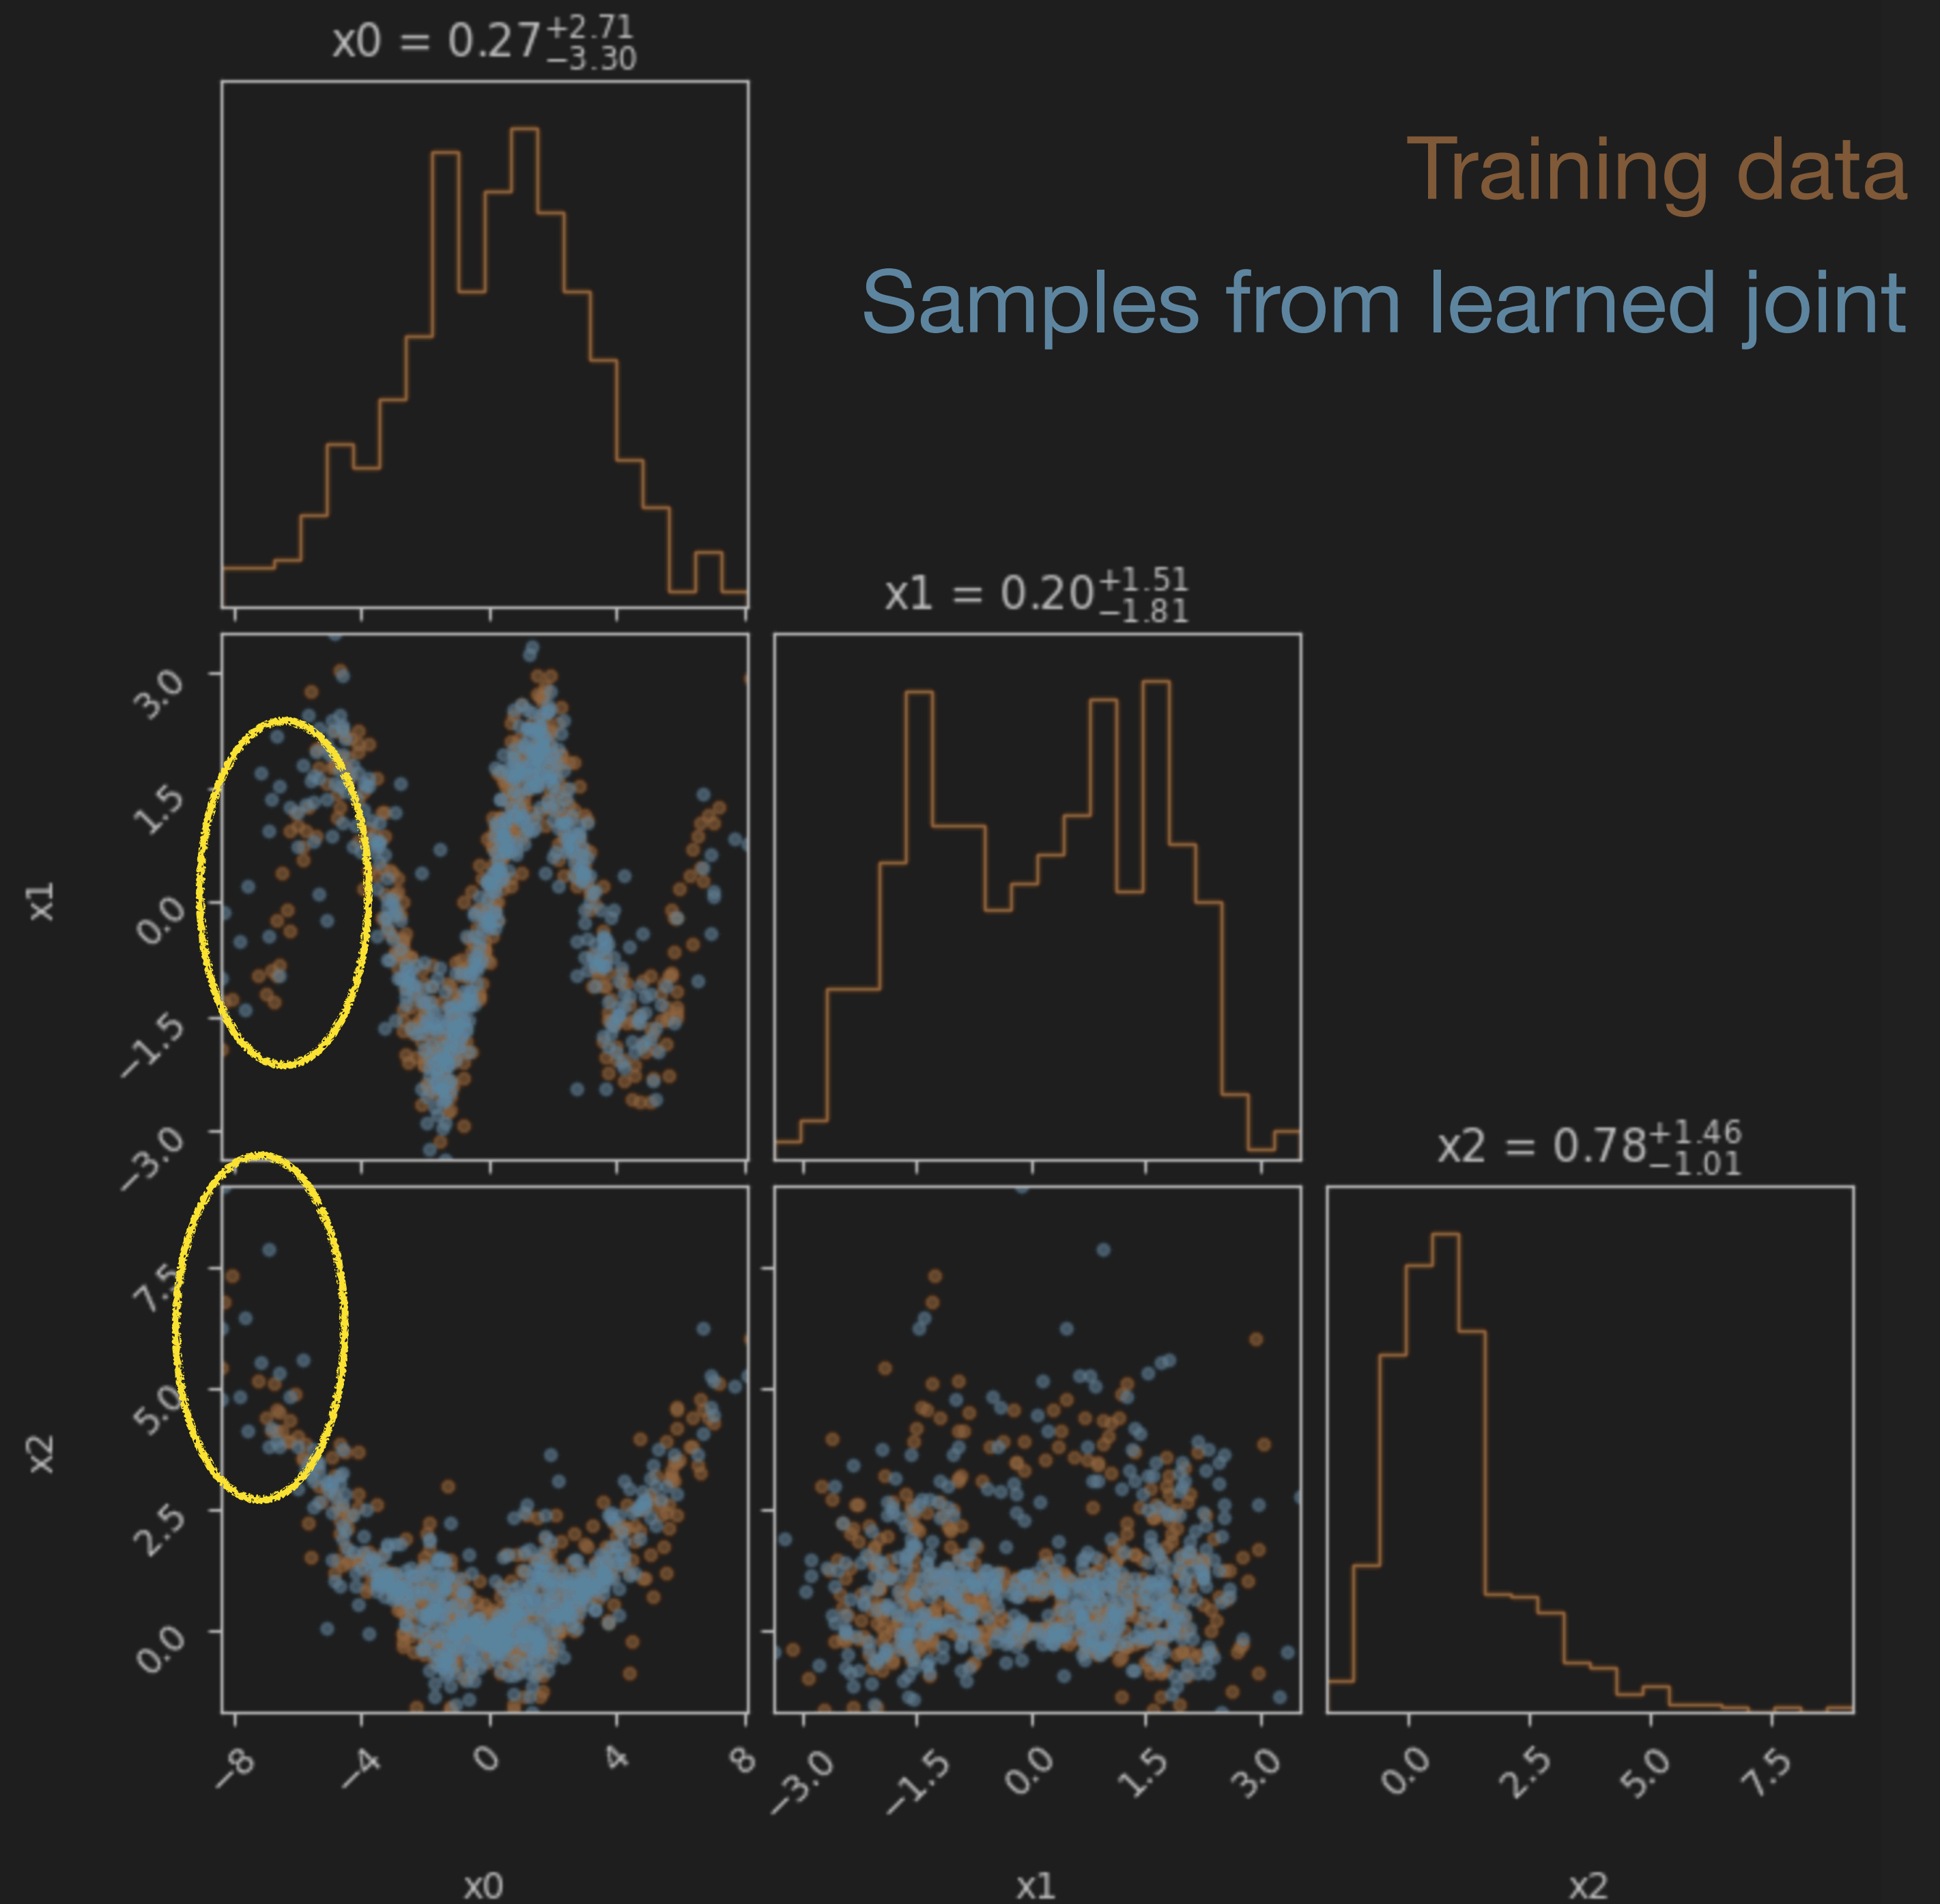 x0 = 0.27 +2.71 −3.30
Training data
Samples from learned joint
x1 = 0.20 +1.51 −1.81
3.0
1.5
0.0
−1.5
−3.0
x1
x2 = 0.78 +1.46 −1.01
7.5
5.0
2.5
0.0
x2
−8 −4 0 4 8
−3.0 −1.5 0.0 1.5 3.0
0.0 2.5 5.0 7.5
x0 x1 x2